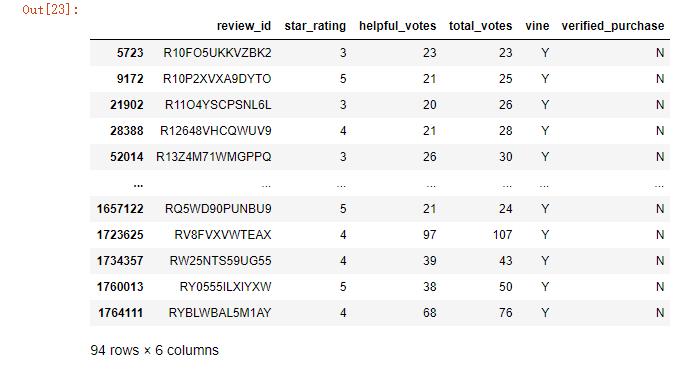 Out[23]:
review_id star_rating helpful_votes total_votes vine verified_purchase
5723 R10FO5UKKVZBK2 3 23 23 Y N
9172 R10P2XVXA9DYTO 5 21 25 Y N
21902 R11O4YSCPSNL6L 3 20 26 Y N
28388 R12648VHCQWUV9 4 21 28 Y N
52014 R13Z4M71WMGPPQ 3 26 30 Y N
... ... ... ... ... ... ...
1657122 RQ5WD90PUNBU9 5 21 24 Y N
1723625 RV8FVXVWTEAX 4 97 107 Y N
1734357 RW25NTS59UG55 4 39 43 Y N
1760013 RY0555ILXIYXW 5 38 50 Y N
1764111 RYBLWBAL5M1AY 4 68 76 Y N
94 rows × 6 columns